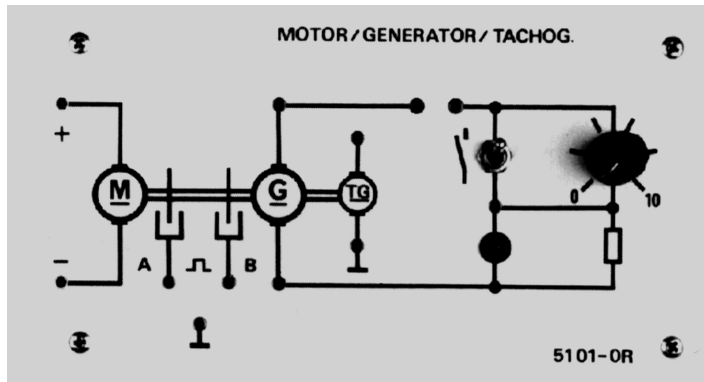 MOTOR/GENERATOR/TACHOG.
+
M
G
TG
0
10
−
A
B
5101-0R